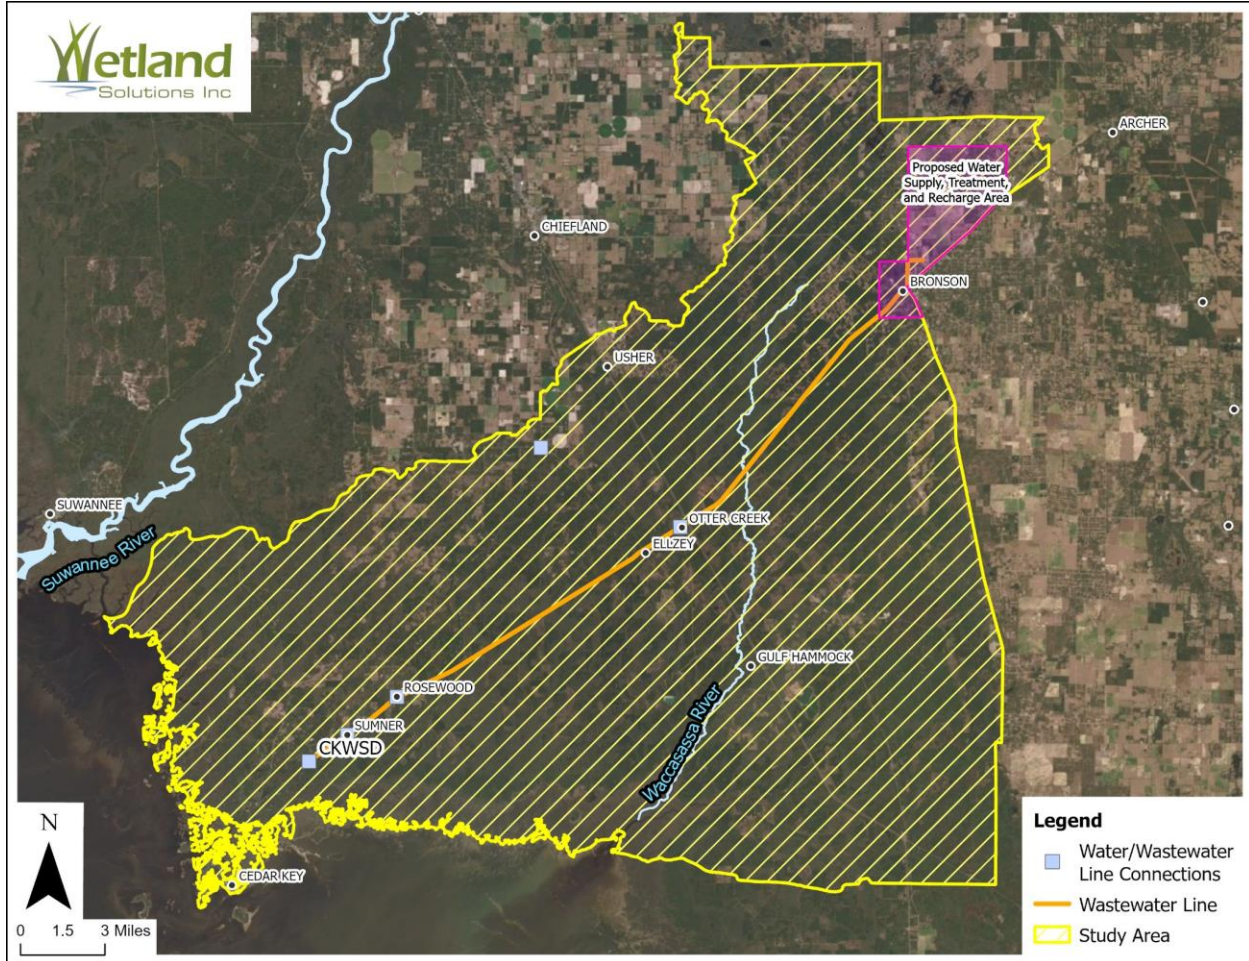 Wetland
Solutions Inc
ARCHER
Proposed Water
Supply, Treatment,
and Recharge Area
CHIEFLAND
BRONSON
USHER
SUWANNEE
Suwannee River
OTTER CREEK
ELLZEY
GULF HAMMOCK
ROSEWOOD
SUMNER
CKWSD
Waccasassa River
CEDAR KEY
N
0 1.5 3 Miles
Legend
Water/Wastewater
Line Connections
Wastewater Line
Study Area